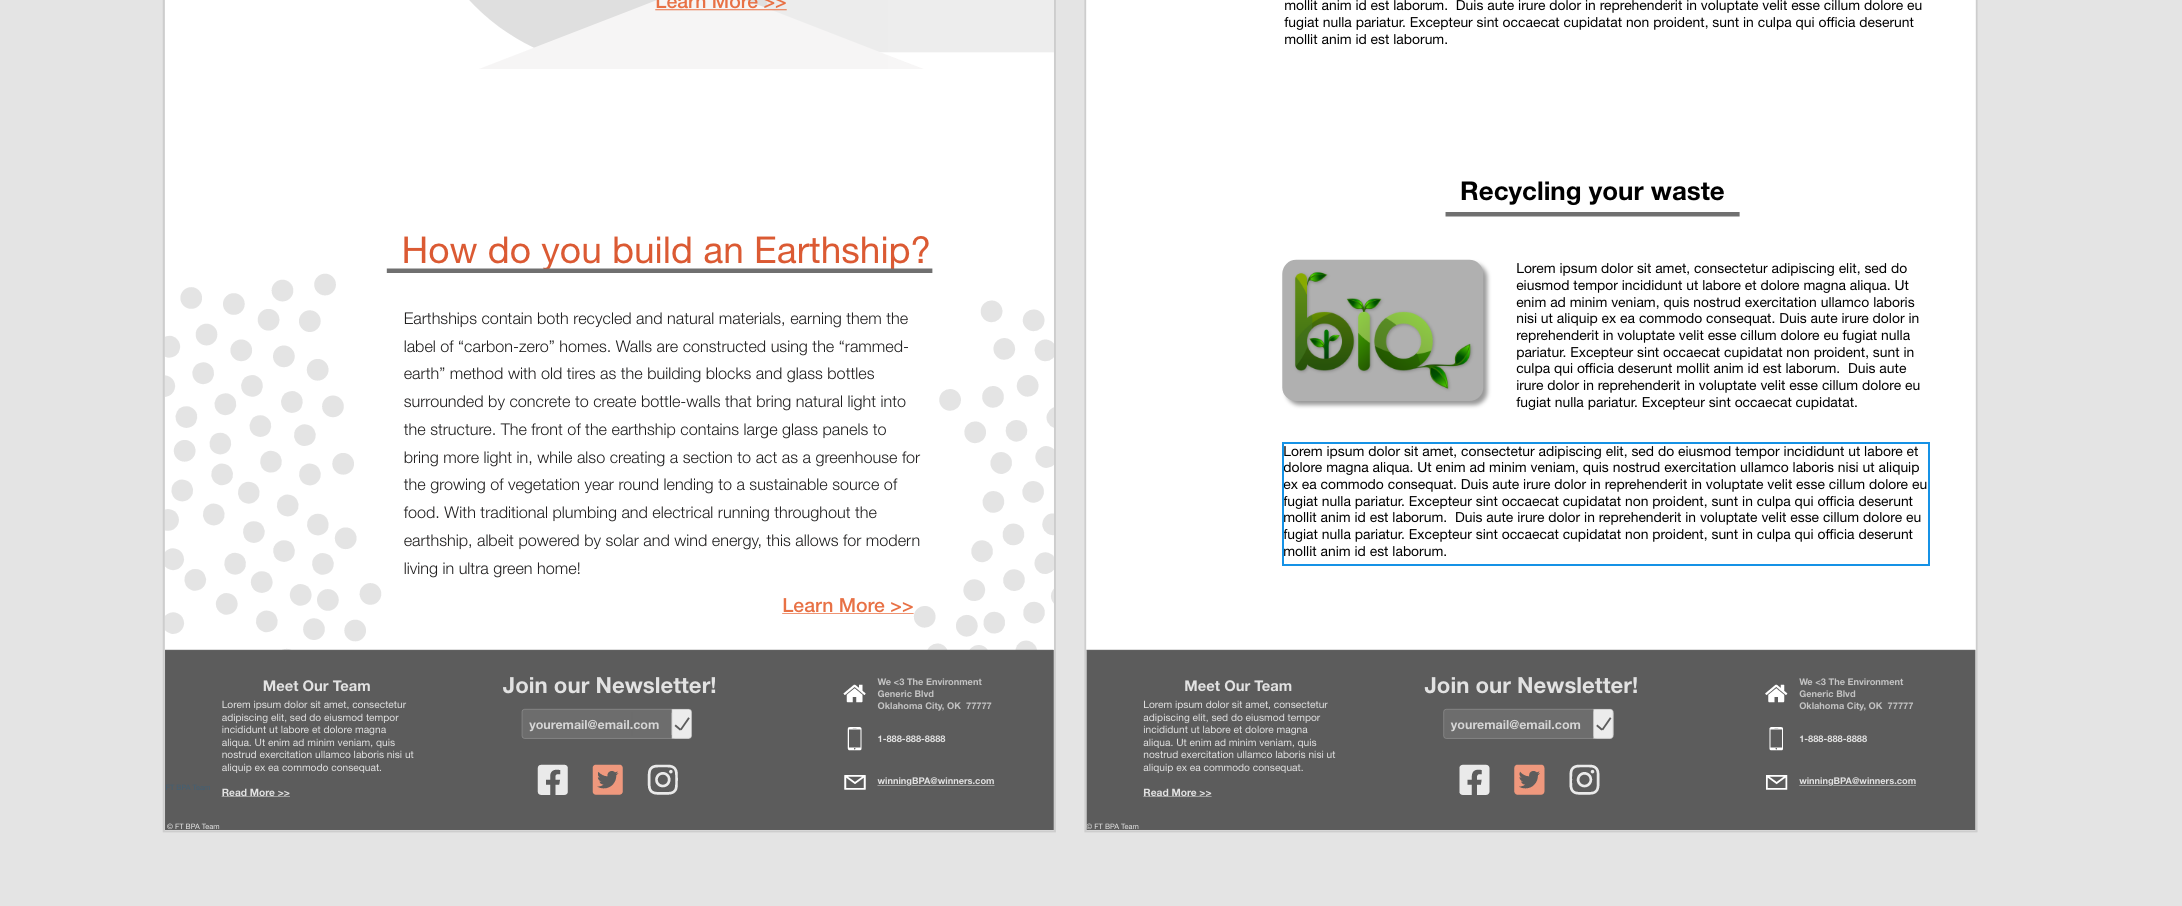 Learn More >>
How do you build an Earthship?
Earthships contain both recycled and natural materials, earning them the
label of “carbon-zero” homes. Walls are constructed using the “rammed-
earth” method with old tires as the building blocks and glass bottles
surrounded by concrete to create bottle-walls that bring natural light into
the structure. The front of the earthship contains large glass panels to
bring more light in, while also creating a section to act as a greenhouse for
the growing of vegetation year round lending to a sustainable source of
food. With traditional plumbing and electrical running throughout the
earthship, albeit powered by solar and wind energy, this allows for modern
living in ultra green home!
Learn More >>
Meet Our Team
Lorem ipsum dolor sit amet, consectetur
adipiscing elit, sed do eiusmod tempor
incididunt ut labore et dolore magna
aliqua. Ut enim ad minim veniam, quis
nostrud exercitation ullamco laboris nisi ut
aliquip ex ea commodo consequat.
Read More >>
© FT BPA Team
Join our Newsletter!
youremail@email.com
We <3 The Environment
Generic Blvd
Oklahoma City, OK 77777
1-888-888-8888
winningBPA@winners.com
mollit anim id est laborum. Duis aute irure dolor in reprehenderit in voluptate velit esse cillum dolore eu
fugiat nulla pariatur. Excepteur sint occaecat cupidatat non proident, sunt in culpa qui officia deserunt
mollit anim id est laborum.
Recycling your waste
bio
Lorem ipsum dolor sit amet, consectetur adipiscing elit, sed do
eiusmod tempor incididunt ut labore et dolore magna aliqua. Ut
enim ad minim veniam, quis nostrud exercitation ullamco laboris
nisi ut aliquip ex ea commodo consequat. Duis aute irure dolor in
reprehenderit in voluptate velit esse cillum dolore eu fugiat nulla
pariatur. Excepteur sint occaecat cupidatat non proident, sunt in
culpa qui officia deserunt mollit anim id est laborum. Duis aute
irure dolor in reprehenderit in voluptate velit esse cillum dolore eu
fugiat nulla pariatur. Excepteur sint occaecat cupidatat.
Lorem ipsum dolor sit amet, consectetur adipiscing elit, sed do eiusmod tempor incididunt ut labore et
dolore magna aliqua. Ut enim ad minim veniam, quis nostrud exercitation ullamco laboris nisi ut aliquip
ex ea commodo consequat. Duis aute irure dolor in reprehenderit in voluptate velit esse cillum dolore eu
fugiat nulla pariatur. Excepteur sint occaecat cupidatat non proident, sunt in culpa qui officia deserunt
mollit anim id est laborum. Duis aute irure dolor in reprehenderit in voluptate velit esse cillum dolore eu
fugiat nulla pariatur. Excepteur sint occaecat cupidatat non proident, sunt in culpa qui officia deserunt
mollit anim id est laborum.
Meet Our Team
Lorem ipsum dolor sit amet, consectetur
adipiscing elit, sed do eiusmod tempor
incididunt ut labore et dolore magna
aliqua. Ut enim ad minim veniam, quis
nostrud exercitation ullamco laboris nisi ut
aliquip ex ea commodo consequat.
Read More >>
© FT BPA Team
Join our Newsletter!
youremail@email.com
We <3 The Environment
Generic Blvd
Oklahoma City, OK 77777
1-888-888-8888
winningBPA@winners.com